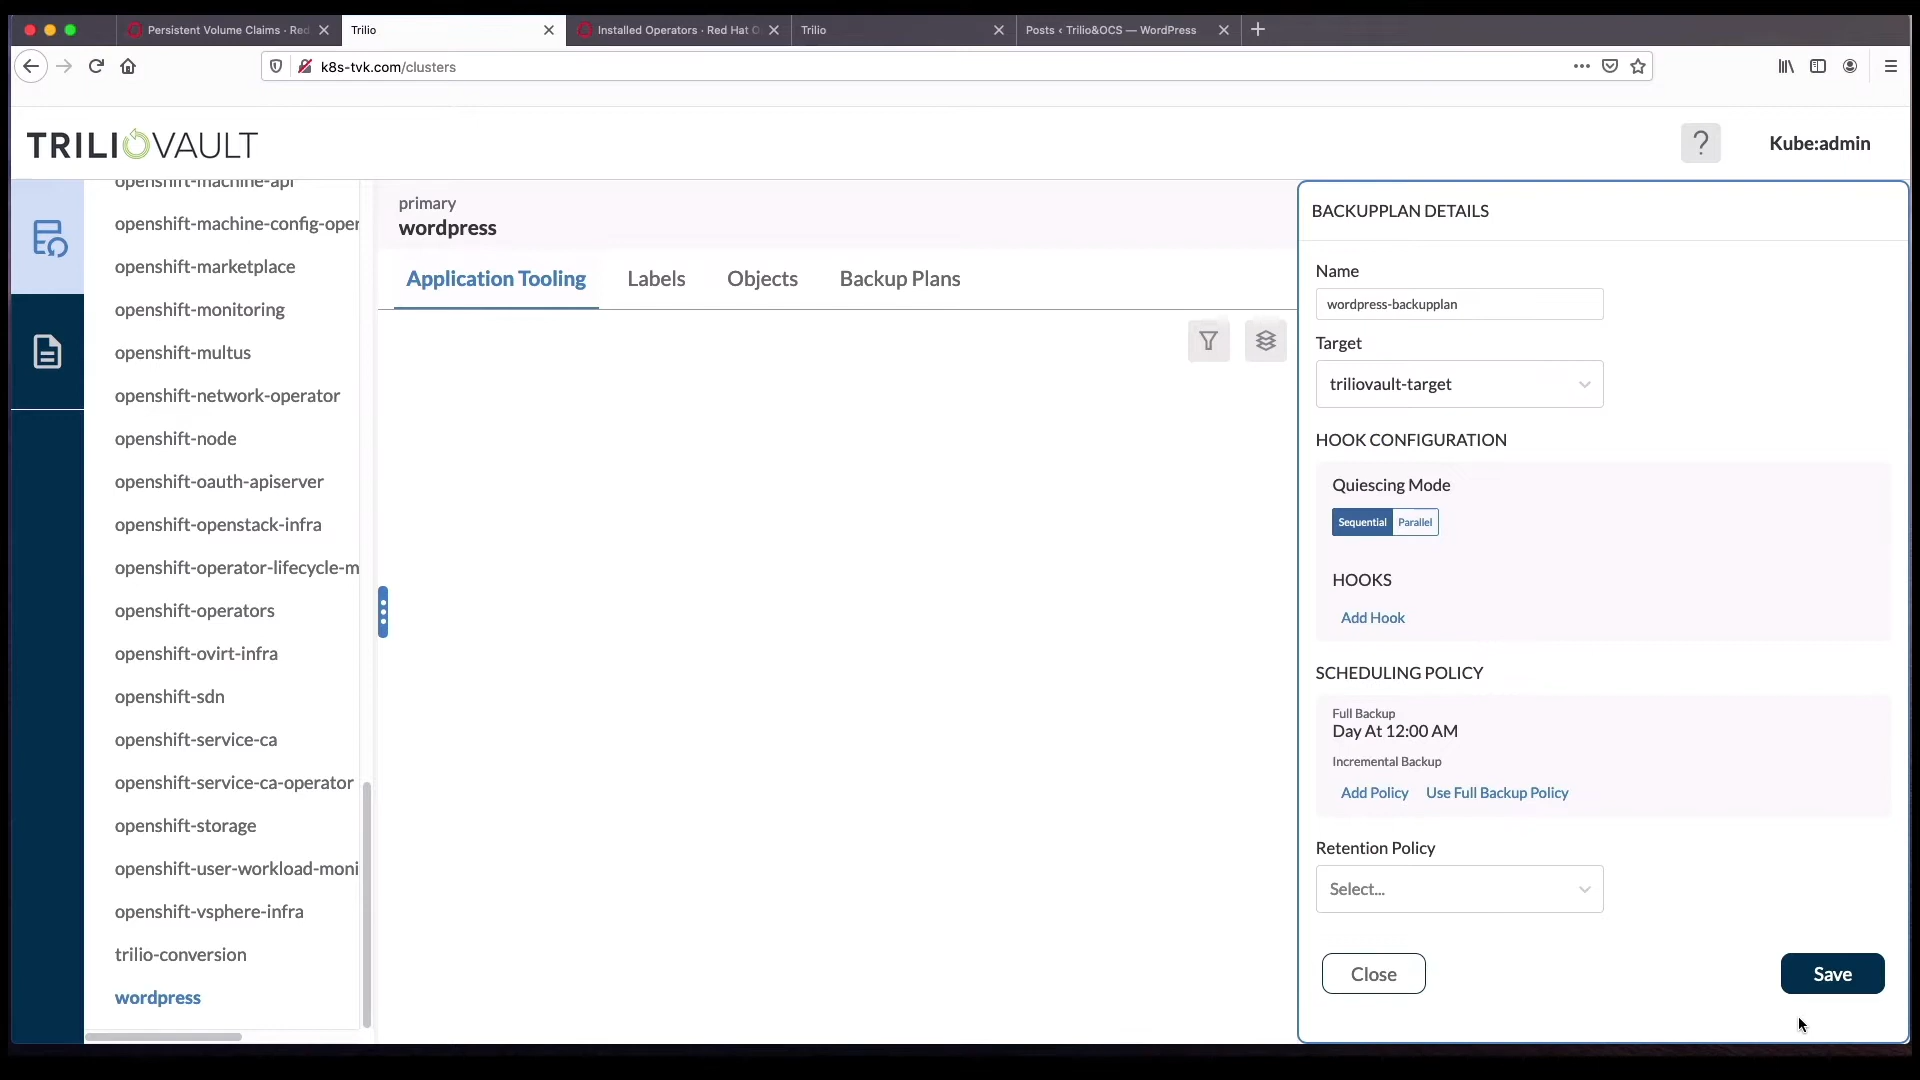 Persistent Volume Claims · Red
Trilio
Installed Operators · Red Hat O
Trilio
Posts ‹ Trilio&OCS — WordPress
k8s-tvk.com/clusters
TRILIOVAULT
?
Kube:admin
openshift-machine-api
openshift-machine-config-oper
openshift-marketplace
openshift-monitoring
openshift-multus
openshift-network-operator
openshift-node
openshift-oauth-apiserver
openshift-openstack-infra
openshift-operator-lifecycle-m
openshift-operators
openshift-ovirt-infra
openshift-sdn
openshift-service-ca
openshift-service-ca-operator
openshift-storage
openshift-user-workload-moni
openshift-vsphere-infra
trilio-conversion
wordpress
primary
wordpress
Application Tooling
Labels
Objects
Backup Plans
BACKUPPLAN DETAILS
Name
wordpress-backupplan
Target
triliovault-target
HOOK CONFIGURATION
Quiescing Mode
Sequential Parallel
HOOKS
Add Hook
SCHEDULING POLICY
Full Backup
Day At 12:00 AM
Incremental Backup
Add Policy Use Full Backup Policy
Retention Policy
Select...
Close
Save